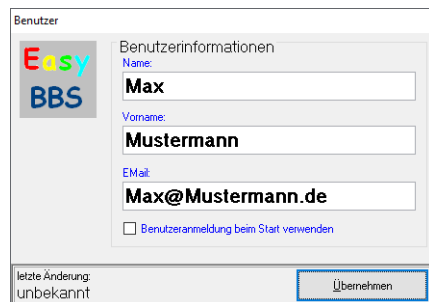 Benutzer
Easy
BBS
Benutzerinformationen
Name:
Max
Vorname:
Mustermann
EMail:
Max@Mustermann.de
Benutzeranmeldung beim Start verwenden
letzte Änderung:
unbekannt
Übernehmen